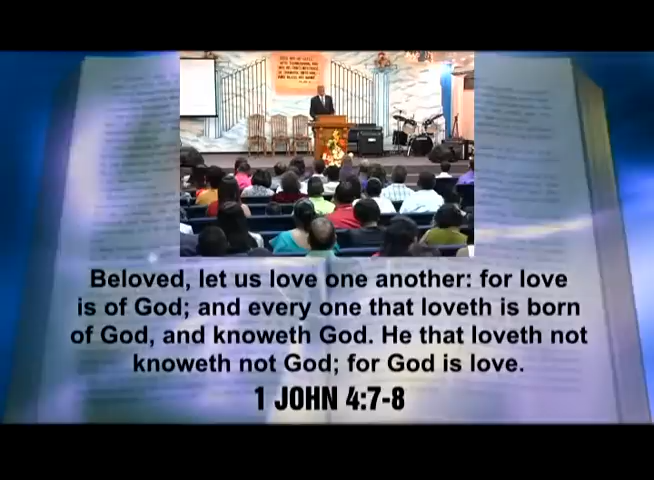 Beloved, let us love one another: for love
is of God; and every one that loveth is born
of God, and knoweth God. He that loveth not
knoweth not God; for God is love.
1 JOHN 4:7-8